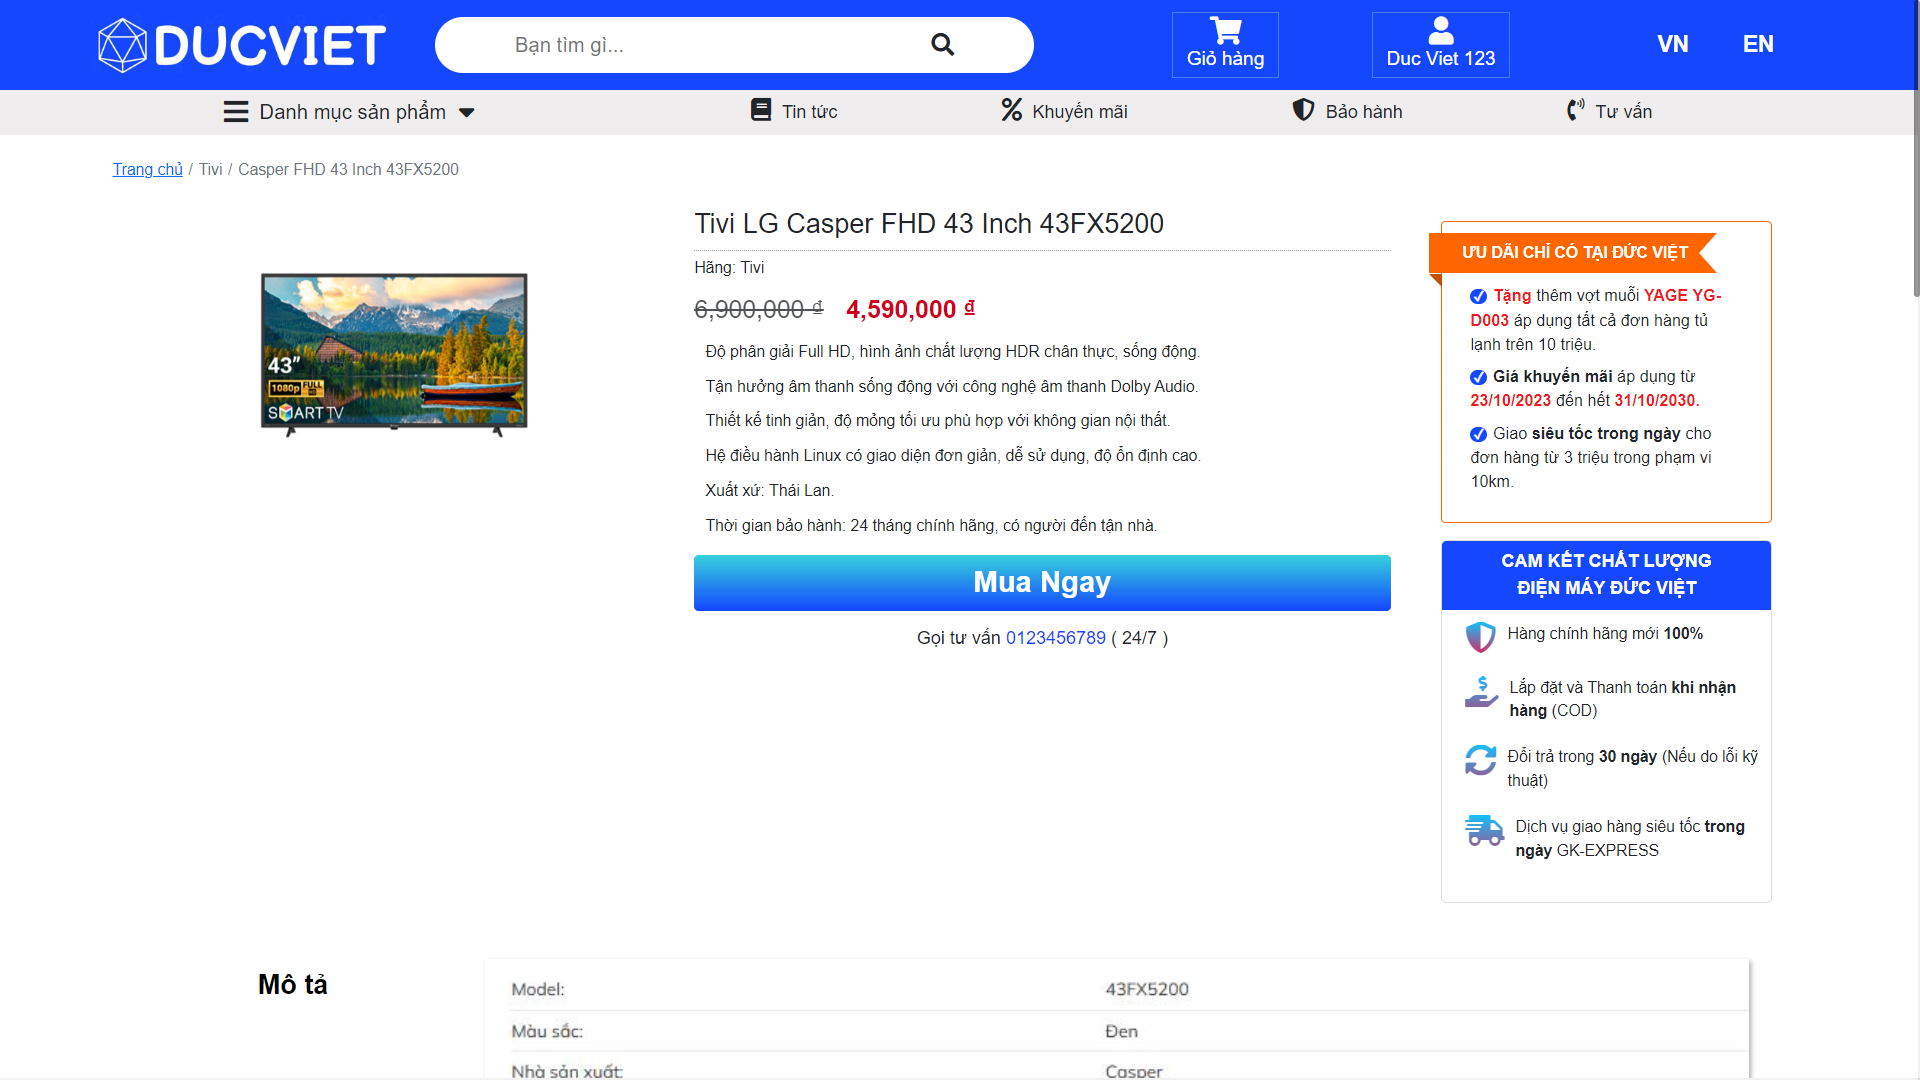 DUCVIET
Bạn tìm gì...
Giỏ hàng
Duc Viet 123
VN
EN
Danh mục sản phẩm
Tin tức
Khuyến mãi
Bảo hành
Tư vấn
Trang chủ / Tivi / Casper FHD 43 Inch 43FX5200
43”
1080p FULL HD
SMART TV
Tivi LG Casper FHD 43 Inch 43FX5200
Hãng: Tivi
6,900,000 ₫ 4,590,000 ₫
Độ phân giải Full HD, hình ảnh chất lượng HDR chân thực, sống động.
Tận hưởng âm thanh sống động với công nghệ âm thanh Dolby Audio.
Thiết kế tinh giản, độ mỏng tối ưu phù hợp với không gian nội thất.
Hệ điều hành Linux có giao diện đơn giản, dễ sử dụng, độ ổn định cao.
Xuất xứ: Thái Lan.
Thời gian bảo hành: 24 tháng chính hãng, có người đến tận nhà.
Mua Ngay
Gọi tư vấn 0123456789 ( 24/7 )
ƯU DÃI CHỈ CÓ TẠI ĐỨC VIỆT
Tặng thêm vợt muỗi YAGE YG-
D003 áp dụng tất cả đơn hàng tủ
lạnh trên 10 triệu.
Giá khuyến mãi áp dụng từ
23/10/2023 đến hết 31/10/2030.
Giao siêu tốc trong ngày cho
đơn hàng từ 3 triệu trong phạm vi
10km.
CAM KẾT CHẤT LƯỢNG
ĐIỆN MÁY ĐỨC VIỆT
Hàng chính hãng mới 100%
Lắp đặt và Thanh toán khi nhận
hàng (COD)
Đổi trả trong 30 ngày (Nếu do lỗi kỹ
thuật)
Dịch vụ giao hàng siêu tốc trong
ngày GK-EXPRESS
Mô tả
Model: 43FX5200
Màu sắc: Đen
Nhà sản xuất: Casper